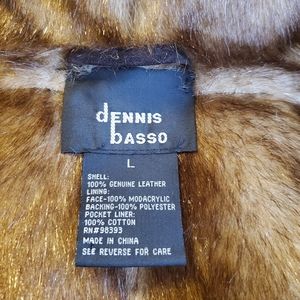 dENNIS
basso
L
SHELL:
100% GENUINE LEATHER
LINING:
FACE-100% MODACRYLIC
BACKING-100% POLYESTER
POCKET LINER:
100% COTTON
RN#98393
MADE IN CHINA
SEE REVERSE FOR CARE